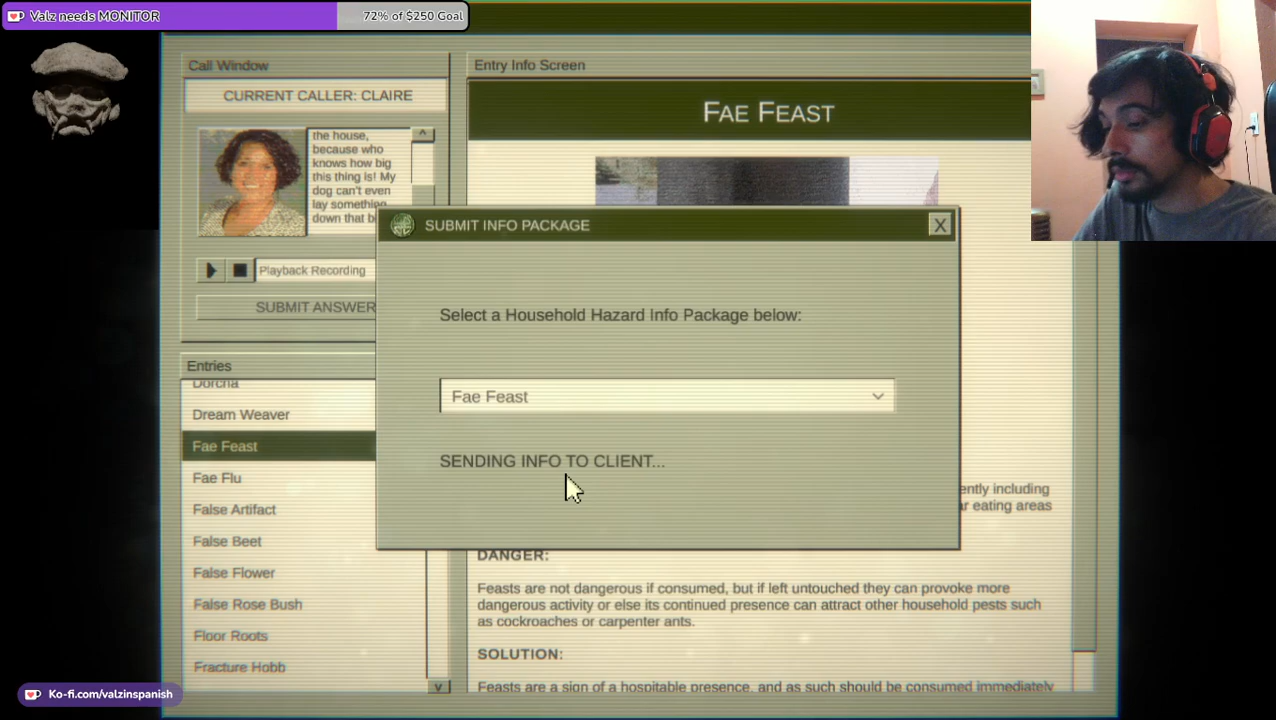 Valz needs MONITOR
72% of $250 Goal
Call Window
CURRENT CALLER: CLAIRE
the house,
because who
knows how big
this thing is! My
dog can't even
lay something
down that
Playback Recording
SUBMIT ANSWER
Entries
Dorcha
Dream Weaver
Fae Feast
Fae Flu
False Artifact
False Beet
False Flower
False Rose Bush
Floor Roots
Fracture Hobb
Entry Info Screen
FAE FEAST
SUBMIT INFO PACKAGE
X
Select a Household Hazard Info Package below:
Fae Feast
SENDING INFO TO CLIENT...
ently including
eating areas
DANGER:
Feasts are not dangerous if consumed, but if left untouched they can provoke more
dangerous activity or else its continued presence can attract other household pests such
as cockroaches or carpenter ants.
SOLUTION:
Feasts are a sign of a hospitable presence, and as such should be consumed immediately
Ko-fi.com/valzinspanish